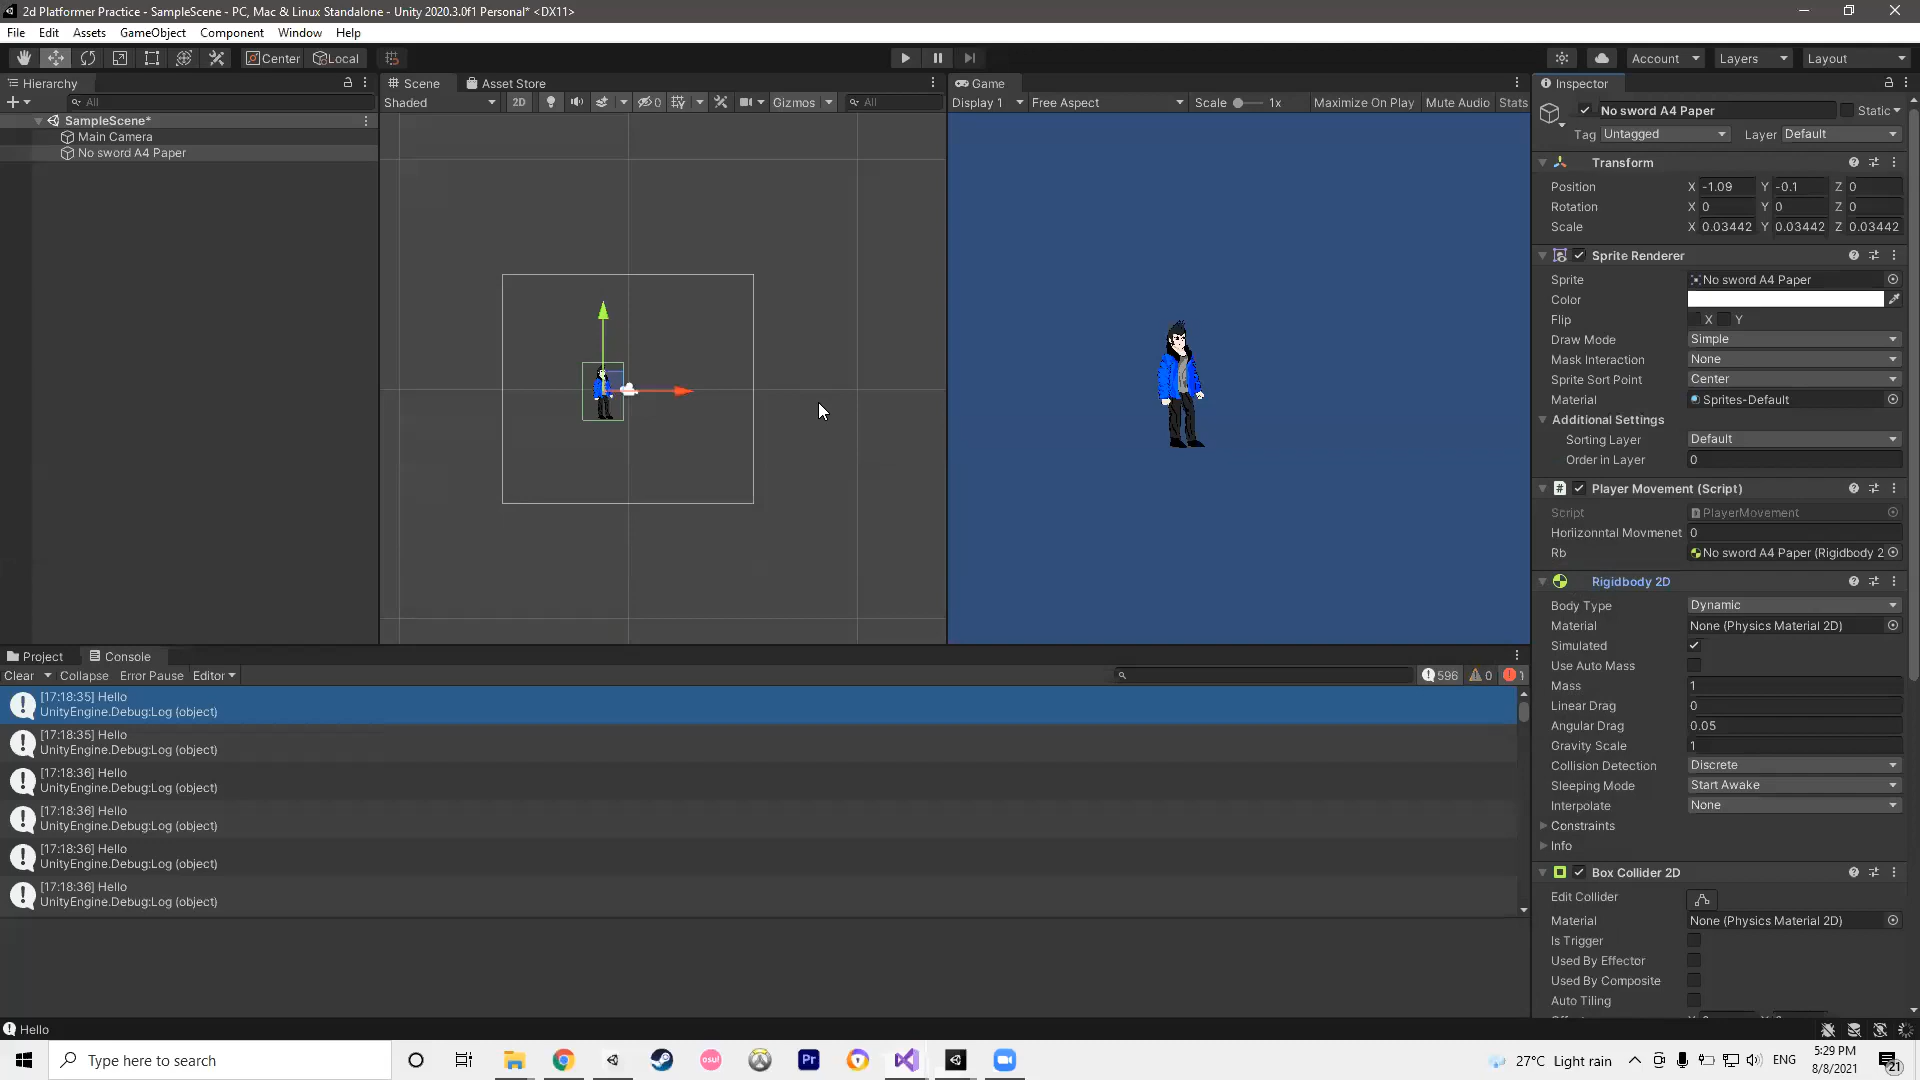 2d Platformer Practice - SampleScene - PC, Mac & Linux Standalone - Unity 2020.3.0f1 Personal* <DX11>
File Edit Assets GameObject Component Window Help
Center Local Account Layers Layout
Hierarchy Scene Asset Store Game Inspector
All Shaded 2D 0 Gizmos All Display 1 Free Aspect Scale 1x Maximize On Play Mute Audio Stats
No sword A4 Paper Static
SampleScene*
Main Camera
No sword A4 Paper
Tag Untagged Layer Default
Transform
Position X -1.09 Y -0.1 Z 0
Rotation X 0 Y 0 Z 0
Scale X 0.03442 Y 0.03442 Z 0.03442
Sprite Renderer
Sprite No sword A4 Paper
Color
Flip X Y
Draw Mode Simple
Mask Interaction None
Sprite Sort Point Center
Material Sprites-Default
Additional Settings
Sorting Layer Default
Order in Layer 0
Player Movement (Script)
Script PlayerMovement
Horiizonntal Movmenet 0
Rb No sword A4 Paper (Rigidbody 2
Rigidbody 2D
Body Type Dynamic
Material None (Physics Material 2D)
Simulated
Use Auto Mass
Mass 1
Linear Drag 0
Angular Drag 0.05
Gravity Scale 1
Collision Detection Discrete
Sleeping Mode Start Awake
Interpolate None
Constraints
Info
Box Collider 2D
Edit Collider
Material None (Physics Material 2D)
Is Trigger
Used By Effector
Used By Composite
Auto Tiling
Project Console
Clear Collapse Error Pause Editor 596 0 1
[17:18:35] Hello
UnityEngine.Debug:Log (object)
[17:18:35] Hello
UnityEngine.Debug:Log (object)
[17:18:36] Hello
UnityEngine.Debug:Log (object)
[17:18:36] Hello
UnityEngine.Debug:Log (object)
[17:18:36] Hello
UnityEngine.Debug:Log (object)
[17:18:36] Hello
UnityEngine.Debug:Log (object)
Hello
Type here to search
osu!
Pr
27°C Light rain
ENG
5:29 PM
8/8/2021
21